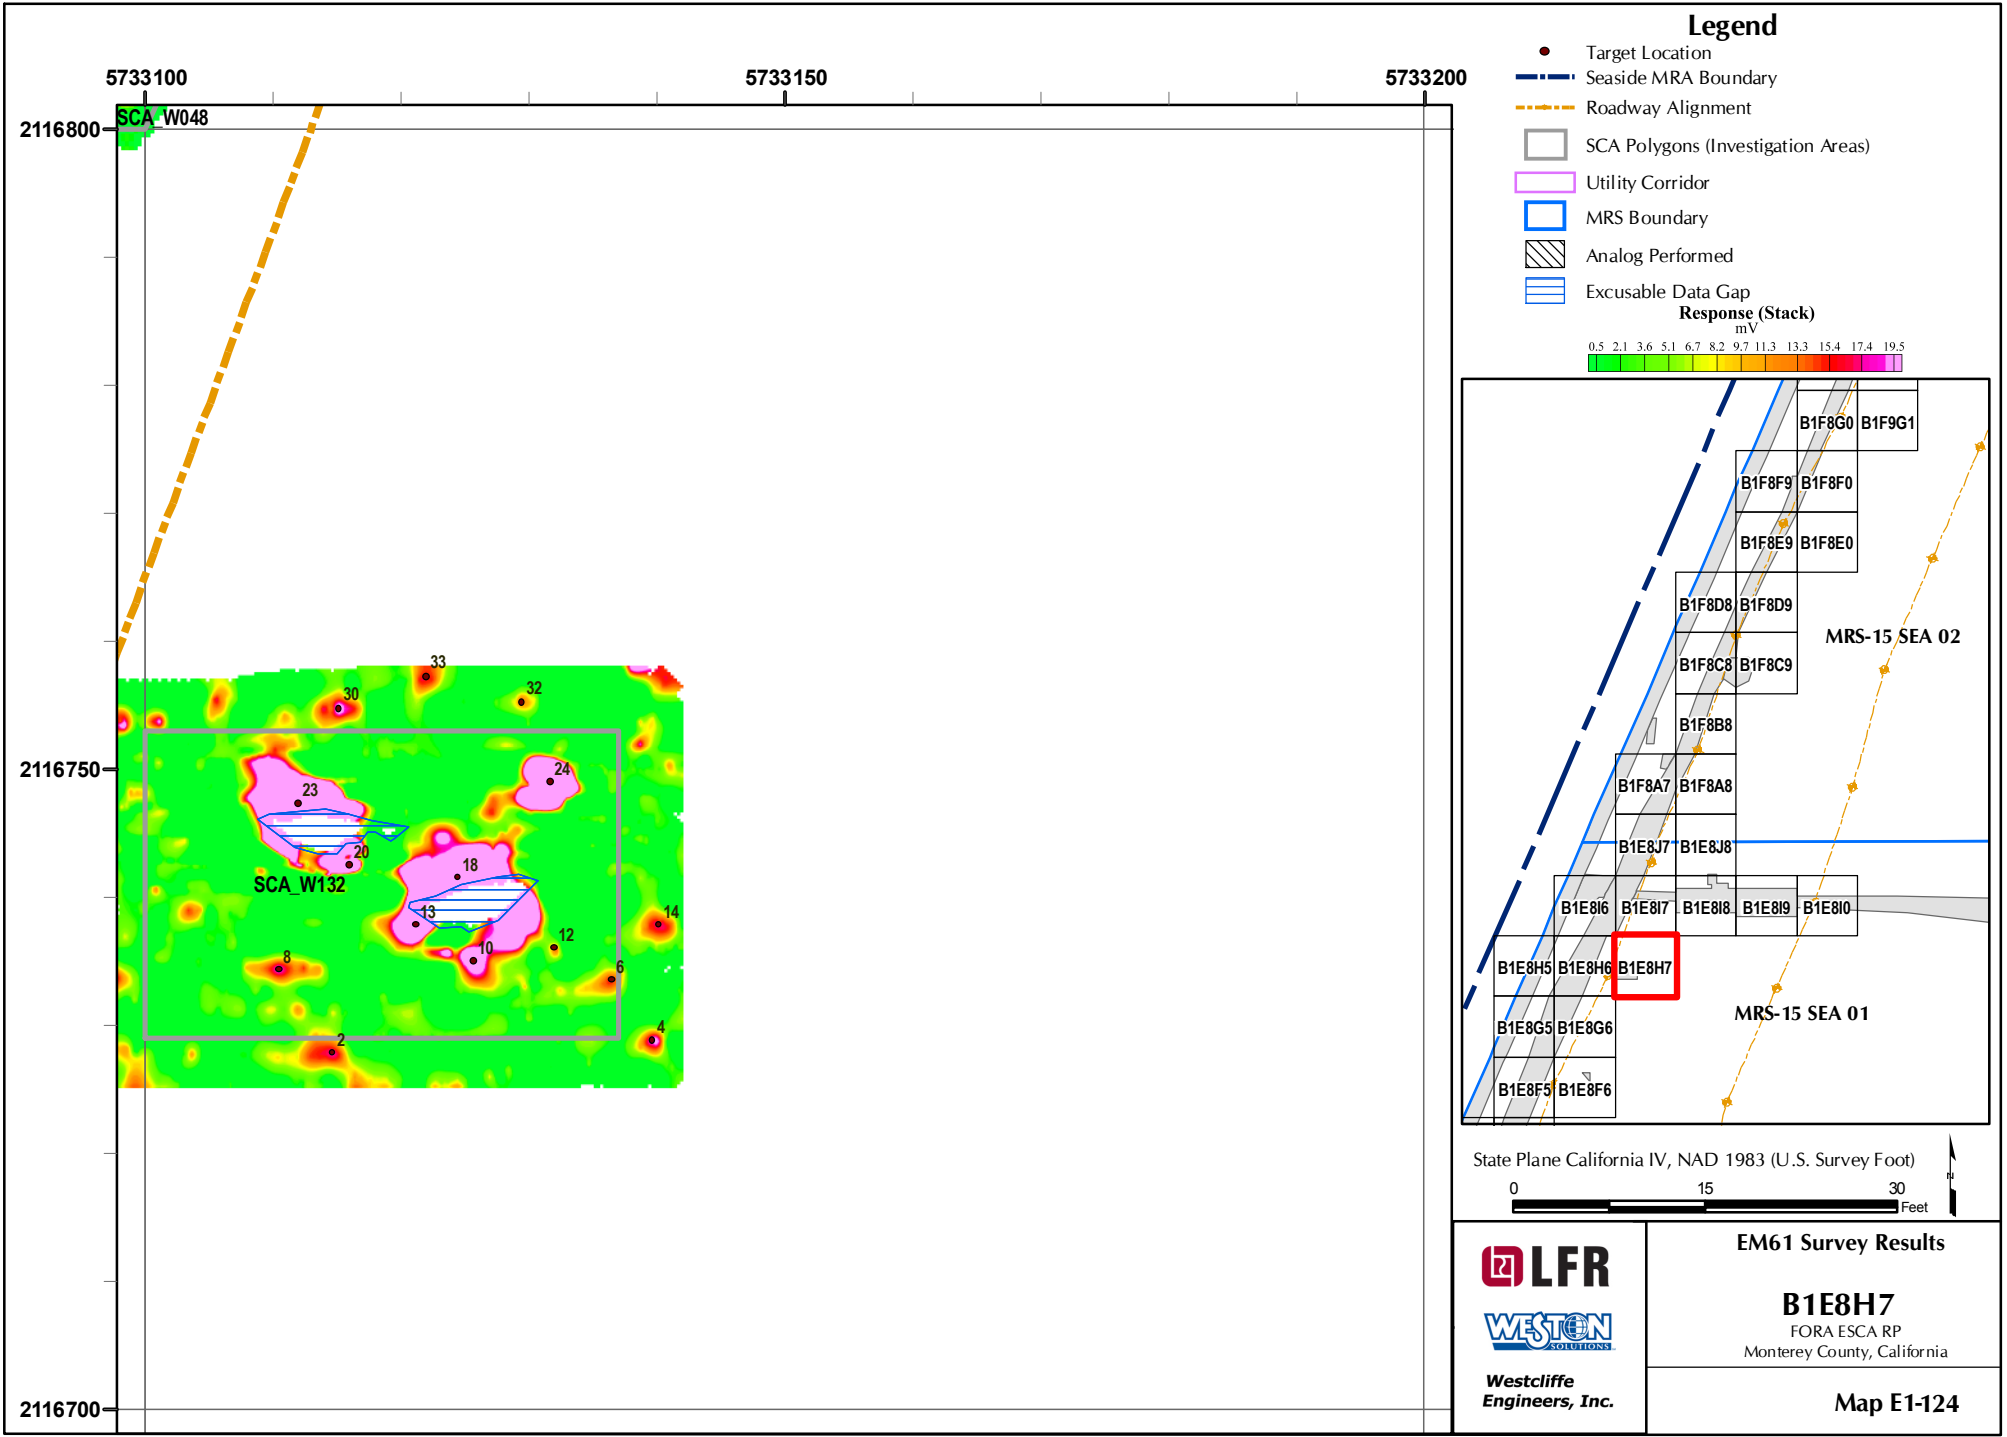 Legend
Target Location
Seaside MRA Boundary
Roadway Alignment
SCA Polygons (Investigation Areas)
Utility Corridor
MRS Boundary
Analog Performed
Excusable Data Gap
Response (Stack)
mV
0.5 2.1 3.6 5.1 6.7 8.2 9.7 11.3 13.3 15.4 17.4 19.5
5733100 5733150 5733200
2116800
2116750
2116700
SCA_W048
33
30
32
24
23
20
SCA_W132
18
13
14
12
10
8
6
4
2
B1F8G0 B1F9G1
B1F8F9 B1F8F0
B1F8E9 B1F8E0
B1F8D8 B1F8D9
MRS-15 SEA 02
B1F8C8 B1F8C9
B1F8B8
B1F8A7 B1F8A8
B1E8J7 B1E8J8
B1E8I6 B1E8I7 B1E8I8 B1E8I9 B1E8I0
B1E8H5 B1E8H6 B1E8H7
MRS-15 SEA 01
B1E8G5 B1E8G6
B1E8F5 B1E8F6
State Plane California IV, NAD 1983 (U.S. Survey Foot)
0 15 30
Feet
N
LFR
WESTON
SOLUTIONS
Westcliffe
Engineers, Inc.
EM61 Survey Results
B1E8H7
FORA ESCA RP
Monterey County, California
Map E1-124